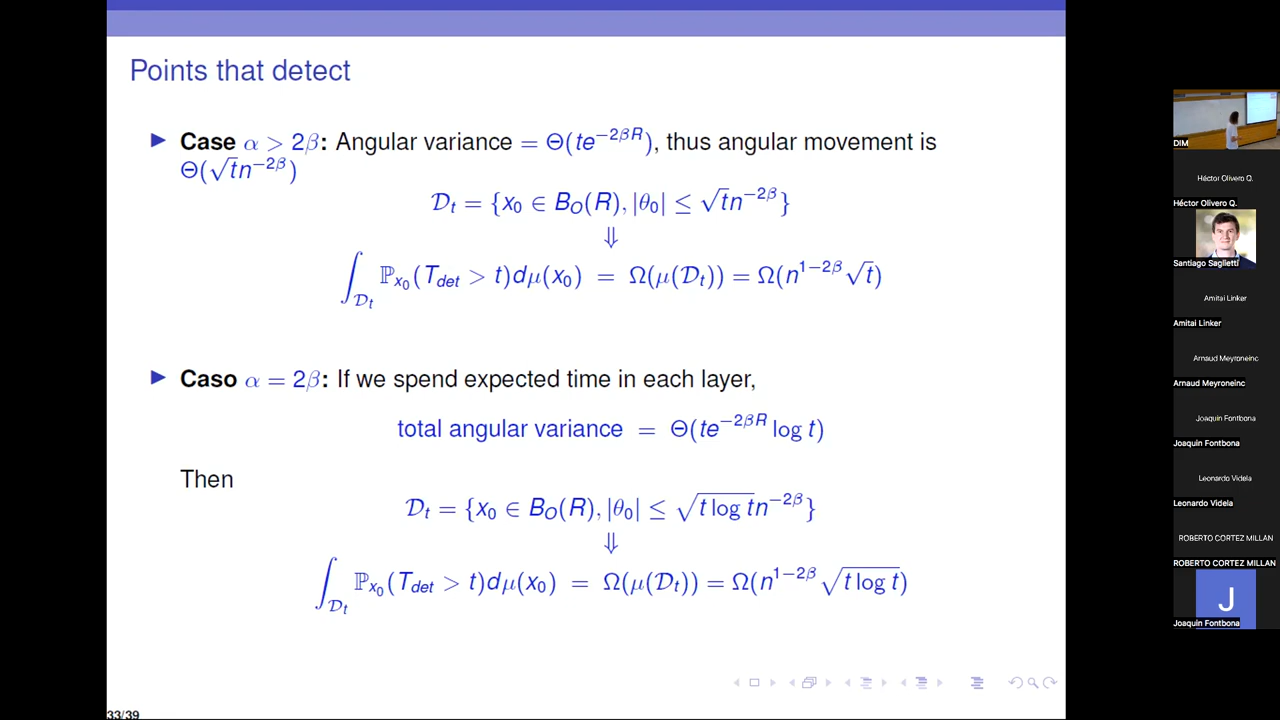 Points that detect
▶ Case α > 2β: Angular variance = Θ(te^{−2βR}), thus angular movement is
Θ(√t n^{−2β})
𝒟_t = {x_0 ∈ B_O(R), |θ_0| ≤ √t n^{−2β}}
⇓
∫_{𝒟_t} ℙ_{x_0}(T_{det} > t)dμ(x_0) = Ω(μ(𝒟_t)) = Ω(n^{1−2β} √t)
▶ Caso α = 2β: If we spend expected time in each layer,
total angular variance = Θ(te^{−2βR} log t)
Then
𝒟_t = {x_0 ∈ B_O(R), |θ_0| ≤ √(t log t) n^{−2β}}
⇓
∫_{𝒟_t} ℙ_{x_0}(T_{det} > t)dμ(x_0) = Ω(μ(𝒟_t)) = Ω(n^{1−2β} √(t log t))
33/39
DIM
Héctor Olivero Q.
Héctor Olivero Q.
Santiago Saglietti
Amitai Linker
Amitai Linker
Arnaud Meyroneinc
Arnaud Meyroneinc
Joaquin Fontbona
Joaquin Fontbona
Leonardo Videla
Leonardo Videla
ROBERTO CORTEZ MILLAN
ROBERTO CORTEZ MILLAN
J
Joaquin Fontbona